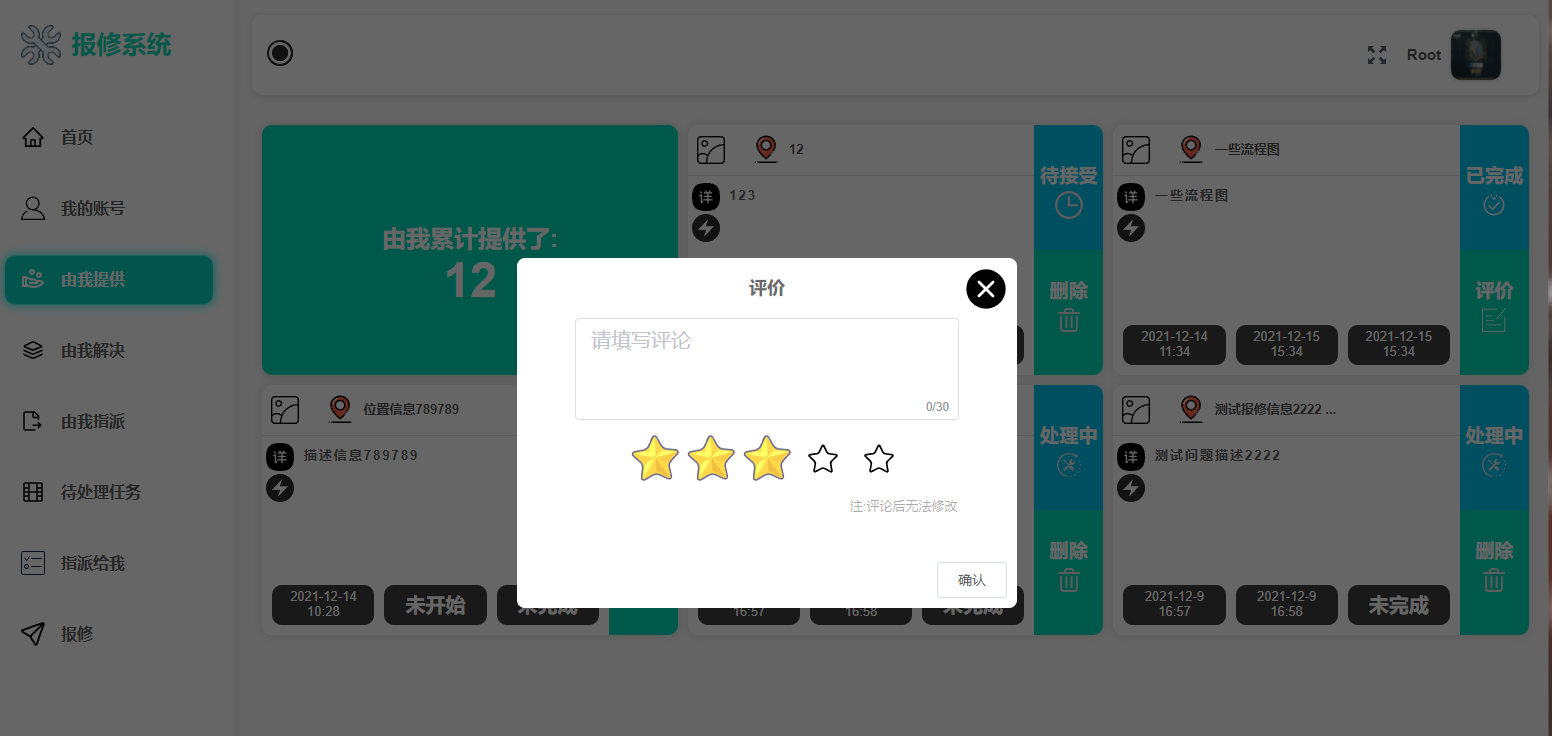 报修系统
Root
首页
我的账号
由我提供
由我解决
由我指派
待处理任务
指派给我
报修
由我累计提供了:
12
12
详
123
待接受
删除
一些流程图
详
一些流程图
已完成
评价
2021-12-14
11:34
2021-12-15
15:34
2021-12-15
15:34
评价
请填写评论
0/30
注:评论后无法修改
确认
位置信息789789
详
描述信息789789
2021-12-14
10:28
未开始
未完成
处理中
删除
16:57
16:58
未完成
测试报修信息2222 ...
详
测试问题描述2222
处理中
删除
2021-12-9
16:57
2021-12-9
16:58
未完成